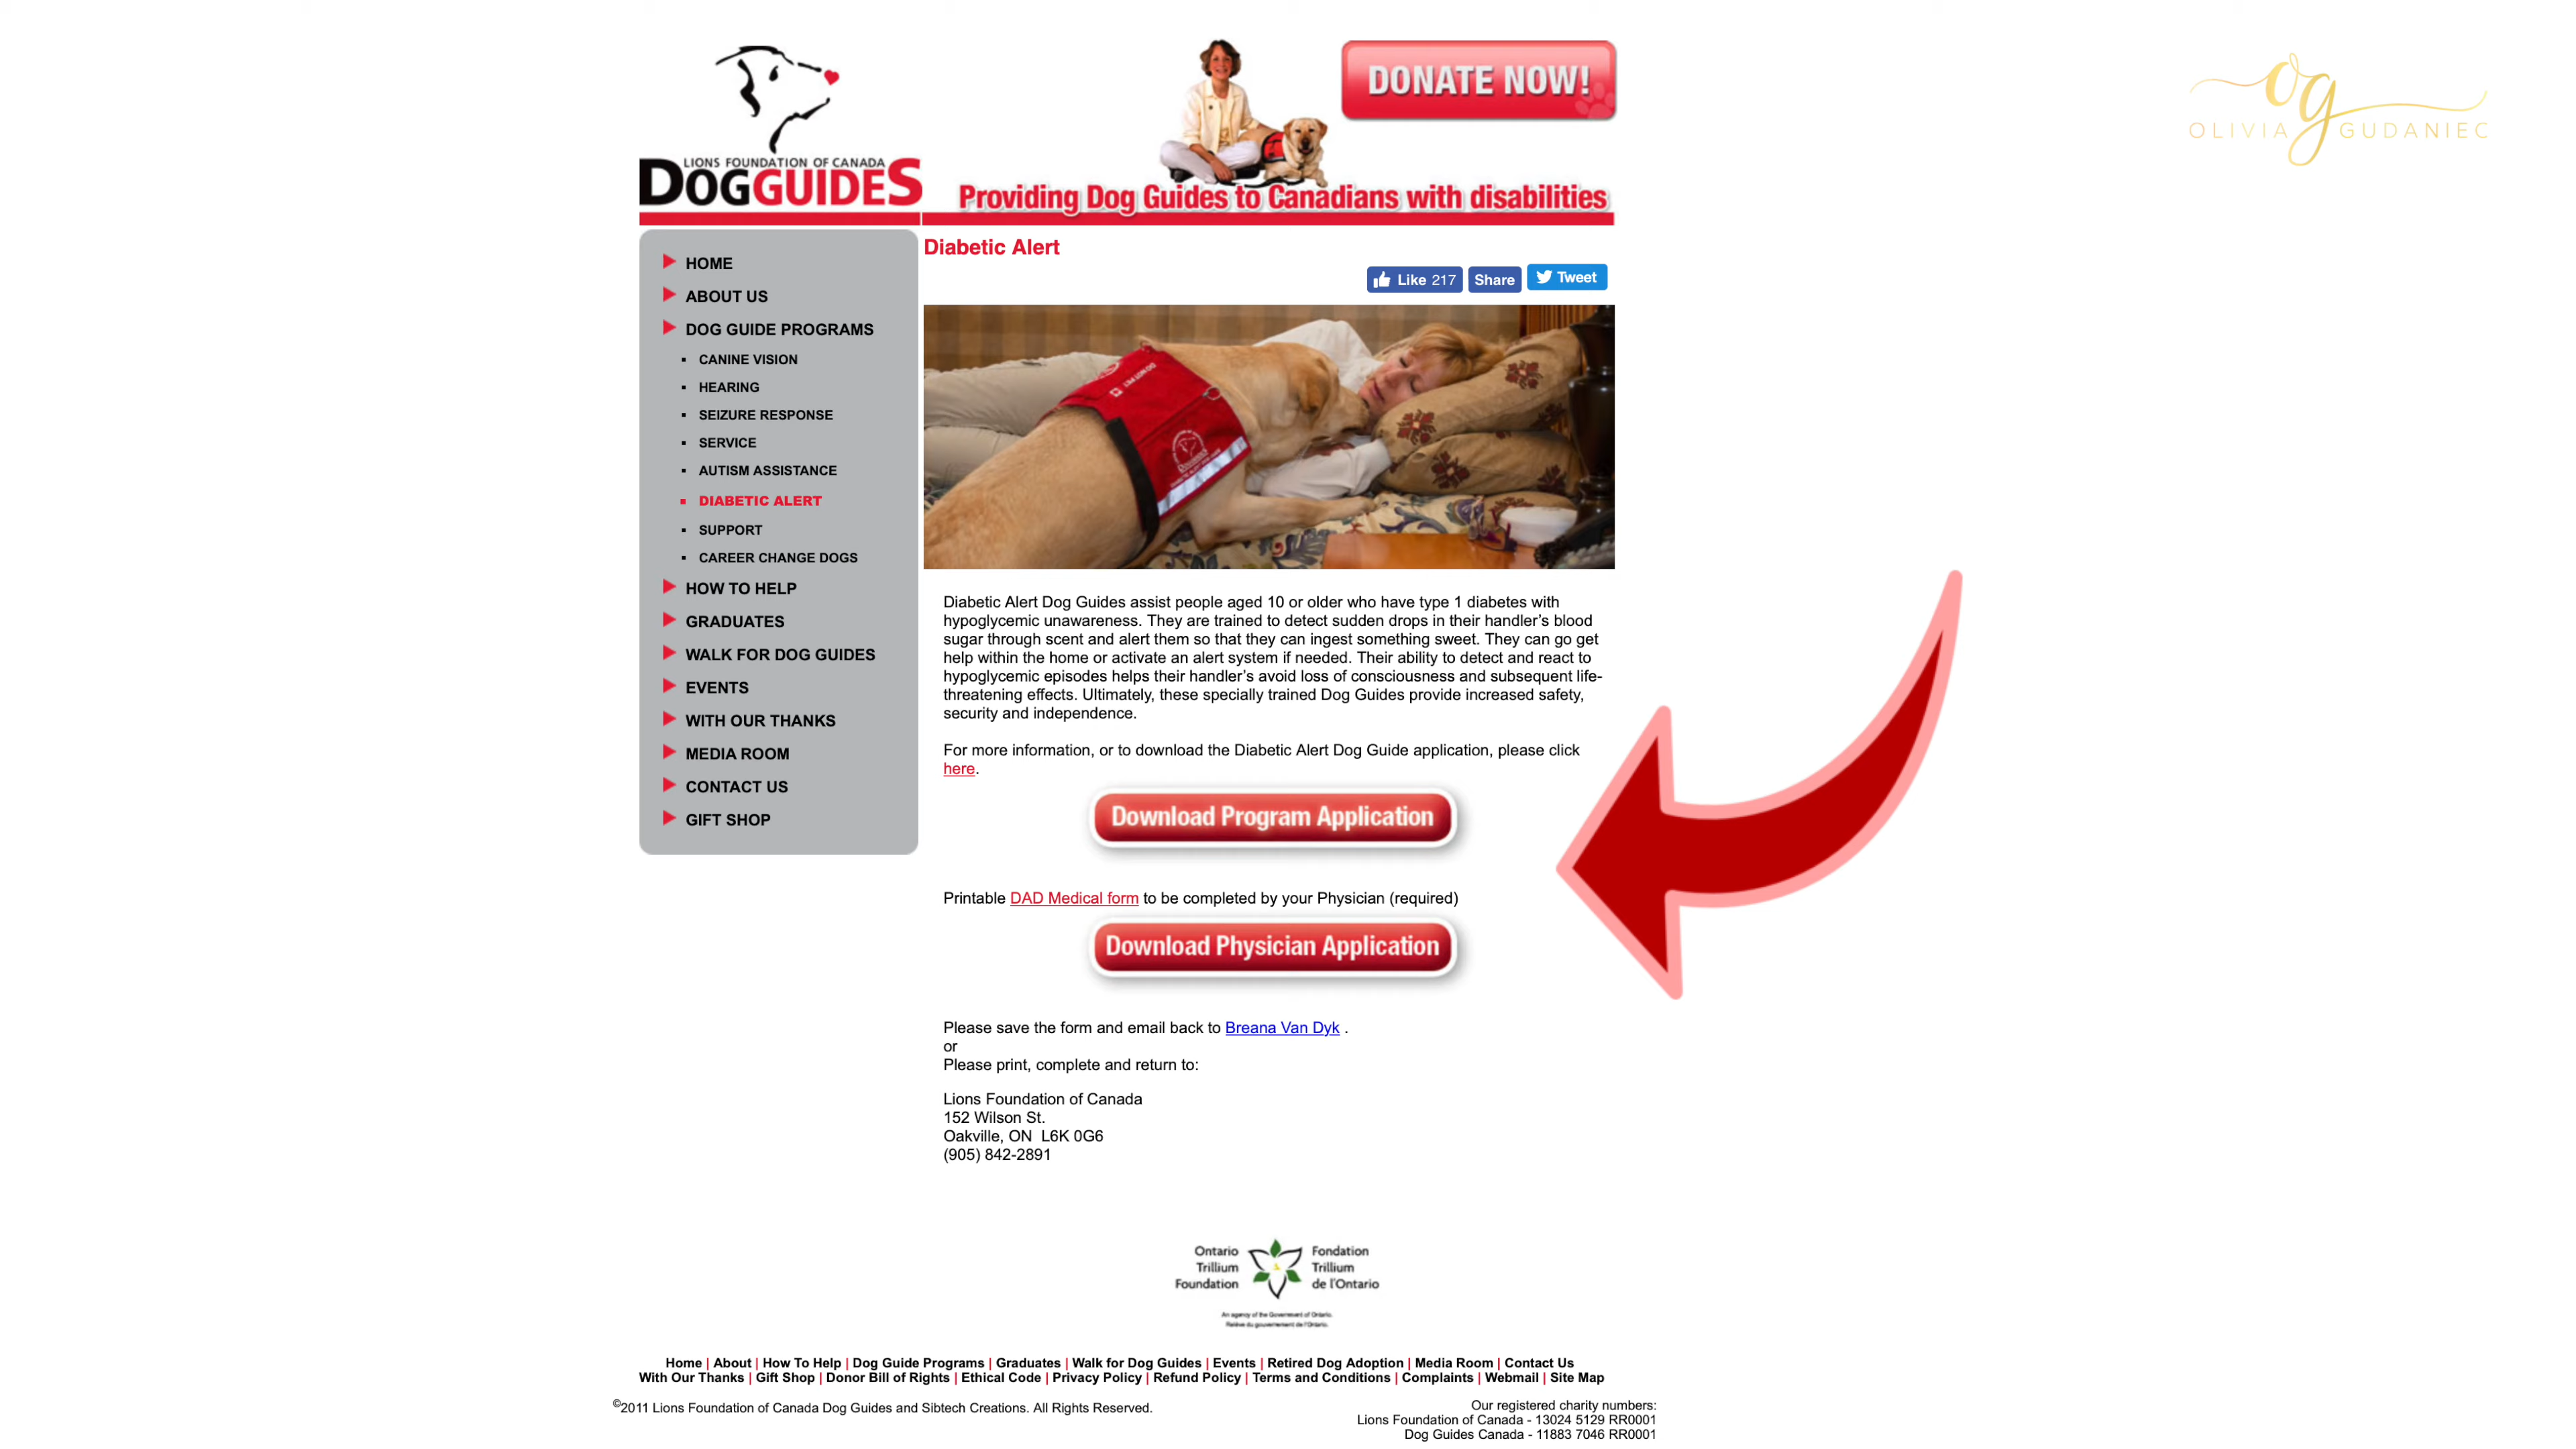 LIONS FOUNDATION OF CANADA
DOGGUIDES
DONATE NOW!
Providing Dog Guides to Canadians with disabilities
OLIVIA og GUDANIEC
HOME
ABOUT US
DOG GUIDE PROGRAMS
CANINE VISION
HEARING
SEIZURE RESPONSE
SERVICE
AUTISM ASSISTANCE
DIABETIC ALERT
SUPPORT
CAREER CHANGE DOGS
HOW TO HELP
GRADUATES
WALK FOR DOG GUIDES
EVENTS
WITH OUR THANKS
MEDIA ROOM
CONTACT US
GIFT SHOP
Diabetic Alert
Like 217 Share Tweet
Diabetic Alert Dog Guides assist people aged 10 or older who have type 1 diabetes with
hypoglycemic unawareness. They are trained to detect sudden drops in their handler's blood
sugar through scent and alert them so that they can ingest something sweet. They can go get
help within the home or activate an alert system if needed. Their ability to detect and react to
hypoglycemic episodes helps their handler's avoid loss of consciousness and subsequent life-
threatening effects. Ultimately, these specially trained Dog Guides provide increased safety,
security and independence.
For more information, or to download the Diabetic Alert Dog Guide application, please click
here.
Download Program Application
Printable DAD Medical form to be completed by your Physician (required)
Download Physician Application
Please save the form and email back to Breana Van Dyk .
or
Please print, complete and return to:
Lions Foundation of Canada
152 Wilson St.
Oakville, ON L6K 0G6
(905) 842-2891
Ontario
Trillium
Foundation
Fondation
Trillium
de l'Ontario
An agency of the Government of Ontario.
Relève du gouvernement de l'Ontario.
Home | About | How To Help | Dog Guide Programs | Graduates | Walk for Dog Guides | Events | Retired Dog Adoption | Media Room | Contact Us
With Our Thanks | Gift Shop | Donor Bill of Rights | Ethical Code | Privacy Policy | Refund Policy | Terms and Conditions | Complaints | Webmail | Site Map
©2011 Lions Foundation of Canada Dog Guides and Sibtech Creations. All Rights Reserved.
Our registered charity numbers:
Lions Foundation of Canada - 13024 5129 RR0001
Dog Guides Canada - 11883 7046 RR0001